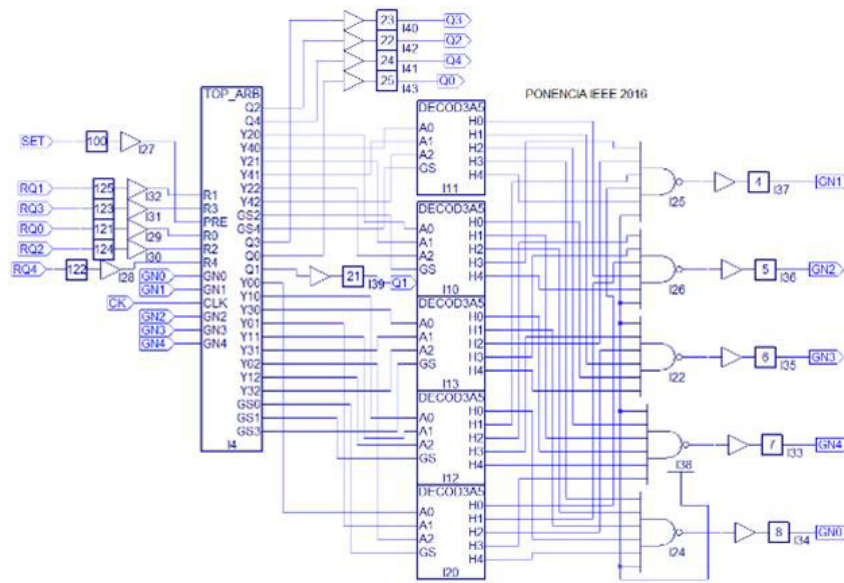 23 I40 Q3
22 I42 Q2
24 I41 Q4
25 I43 Q0
PONENCIA IEEE 2016
TOP_ARB
Q2
Q4
Y20
Y40
Y21
Y41
Y22
Y42
GS2
GS4
Q3
Q0
Q1
Y00
Y10
Y30
Y01
Y11
Y31
Y02
Y12
Y32
GS0
GS1
GS3
R1
R3
PRE
R0
R2
R4
GN0
GN1
CLK
GN2
GN3
GN4
I4
SET 100 I27
RQ1 125 I32
RQ3 123 I31
RQ0 121 I29
RQ2 124 I30
RQ4 122 I28
GN0
GN1
CK
GN2
GN3
GN4
21 I39 Q1
DECOD3A5
A0 H0
A1 H1
A2 H2
GS H3
H4
I11
DECOD3A5
A0 H0
A1 H1
A2 H2
GS H3
H4
I10
DECOD3A5
A0 H0
A1 H1
A2 H2
GS H3
H4
I13
DECOD3A5
A0 H0
A1 H1
A2 H2
GS H3
H4
I12
DECOD3A5
A0 H0
A1 H1
A2 H2
GS H3
H4
I20
I25 4 I37 GN1
I26 5 I36 GN2
I22 6 I35 GN3
7 I33 GN4
I38
I24 8 I34 GN0